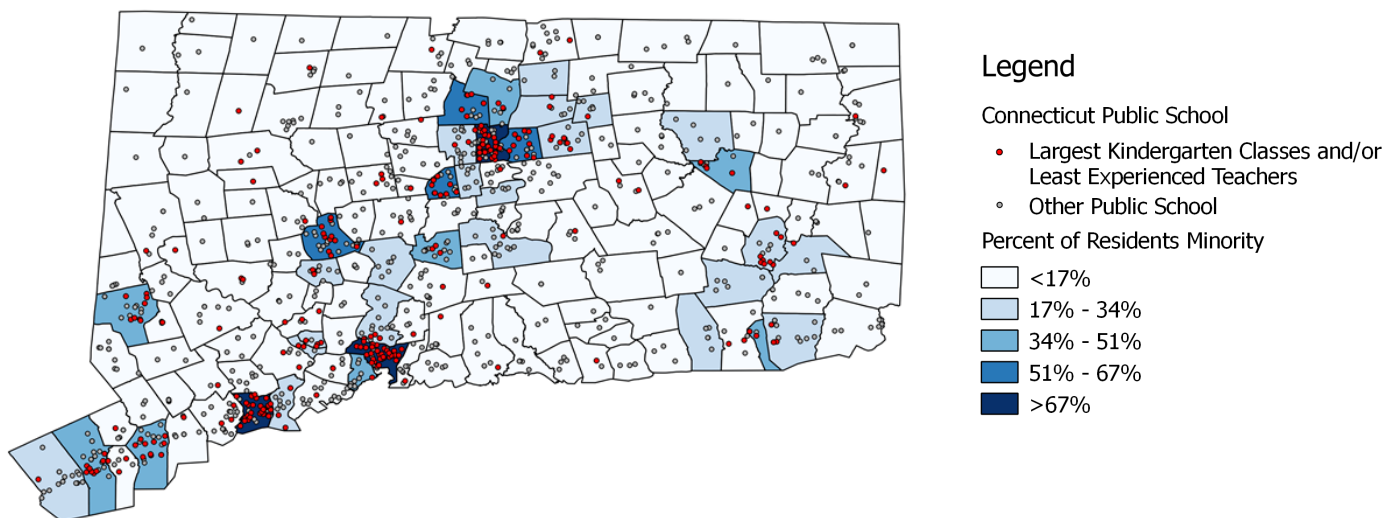 Legend
Connecticut Public School
Largest Kindergarten Classes and/or
Least Experienced Teachers
Other Public School
Percent of Residents Minority
<17%
17% - 34%
34% - 51%
51% - 67%
>67%